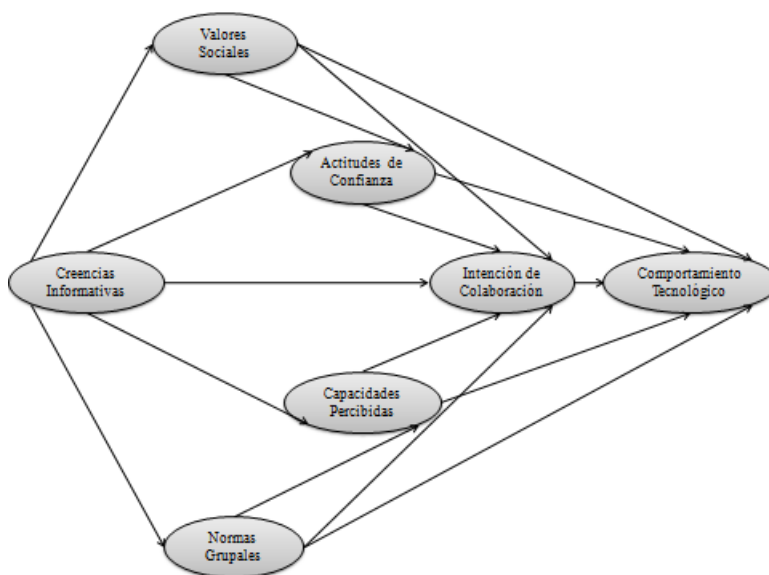 Valores
Sociales
Actitudes de
Confianza
Creencias
Informativas
Intención de
Colaboración
Comportamiento
Tecnológico
Capacidades
Percibidas
Normas
Grupales